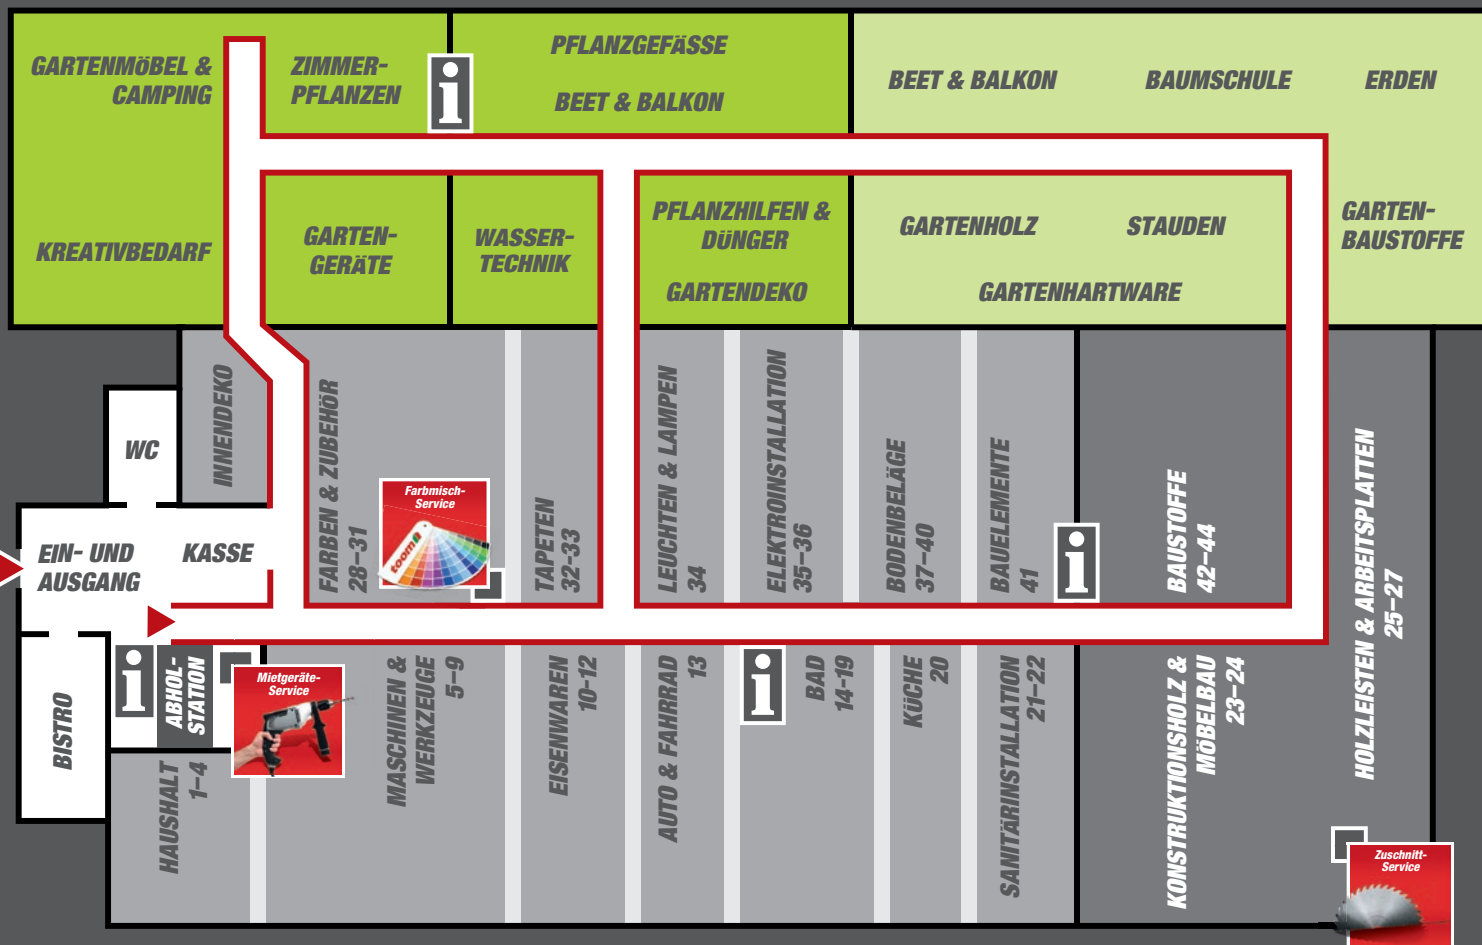 GARTENMöBEL &
CAMPING
ZIMMER-
PFLANZEN
i
PFLANZGEFÄSSE
BEET & BALKON
BEET & BALKON
BAUMSCHULE
ERDEN
KREATIVBEDARF
GARTEN-
GERÄTE
WASSER-
TECHNIK
PFLANZHILFEN &
DÜNGER
GARTENDEKO
GARTENHOLZ
STAUDEN
GARTENHARTWARE
GARTEN-
BAUSTOFFE
INNENDEKO
WC
EIN- UND
AUSGANG
KASSE
FARBEN & ZUBEHÖR
28–31
Farbmisch-
Service
toom
TAPETEN
32-33
LEUCHTEN & LAMPEN
34
ELEKTROINSTALLATION
35–36
BODENBELÄGE
37–40
BAUELEMENTE
41
i
BAUSTOFFE
42–44
HOLZLEISTEN & ARBEITSPLATTEN
25–27
BISTRO
i
ABHOL-
STATION
Mietgeräte-
Service
HAUSHALT
1–4
MASCHINEN &
WERKZEUGE
5–9
EISENWAREN
10-12
AUTO & FAHRRAD
13
i
BAD
14-19
KÜCHE
20
SANITÄRINSTALLATION
21–22
KONSTRUKTIONSHOLZ &
MÖBELBAU
23–24
Zuschnitt-
Service